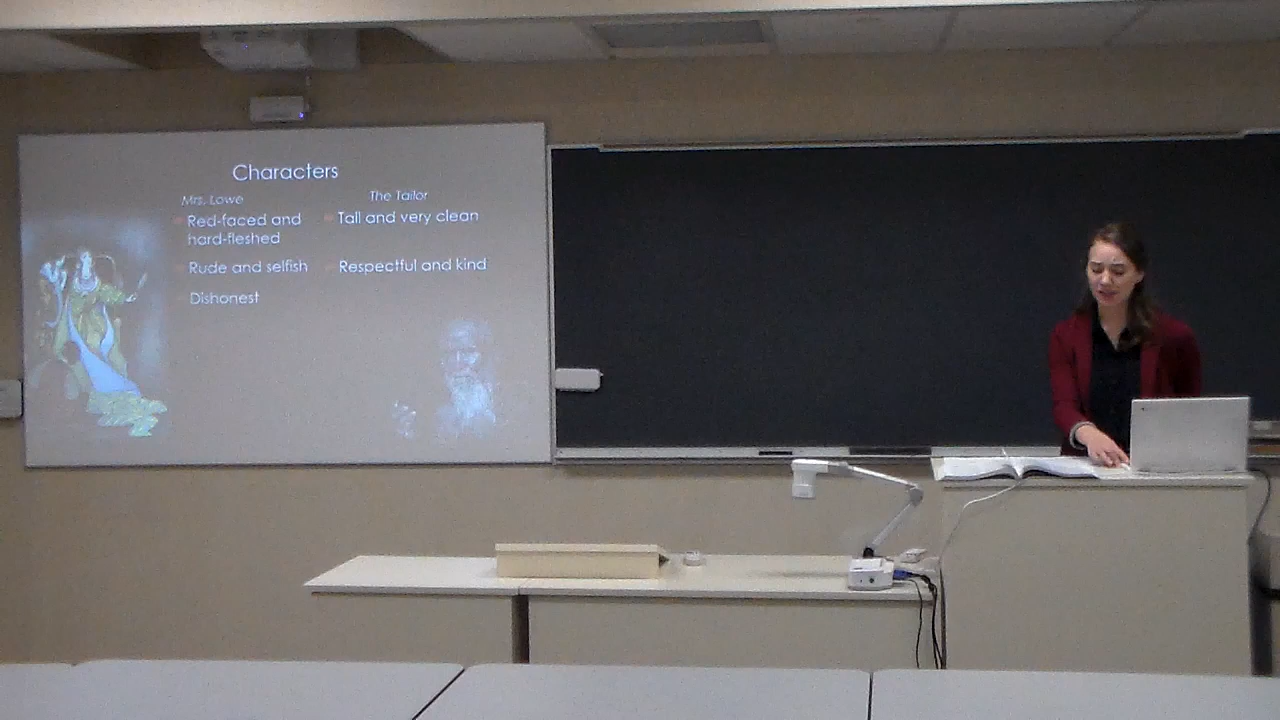 Characters
Mrs. Lowe
The Tailor
Red-faced and
hard-fleshed
Tall and very clean
Rude and selfish
Respectful and kind
Dishonest